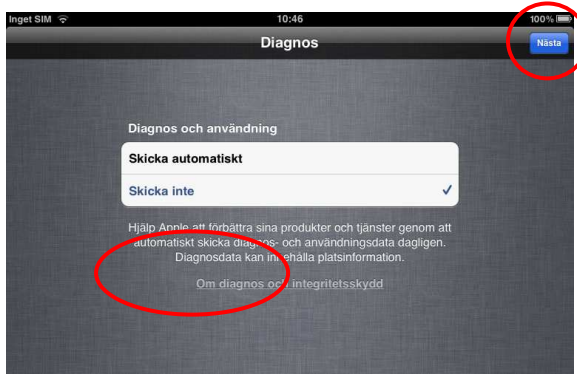 Inget SIM 10:46 100%
Diagnos Nästa
Diagnos och användning
Skicka automatiskt
Skicka inte
Hjälp Apple att förbättra sina produkter och tjänster genom att
automatiskt skicka diagnos- och användningsdata dagligen.
Diagnosdata kan innehålla platsinformation.
Om diagnos och integritetsskydd